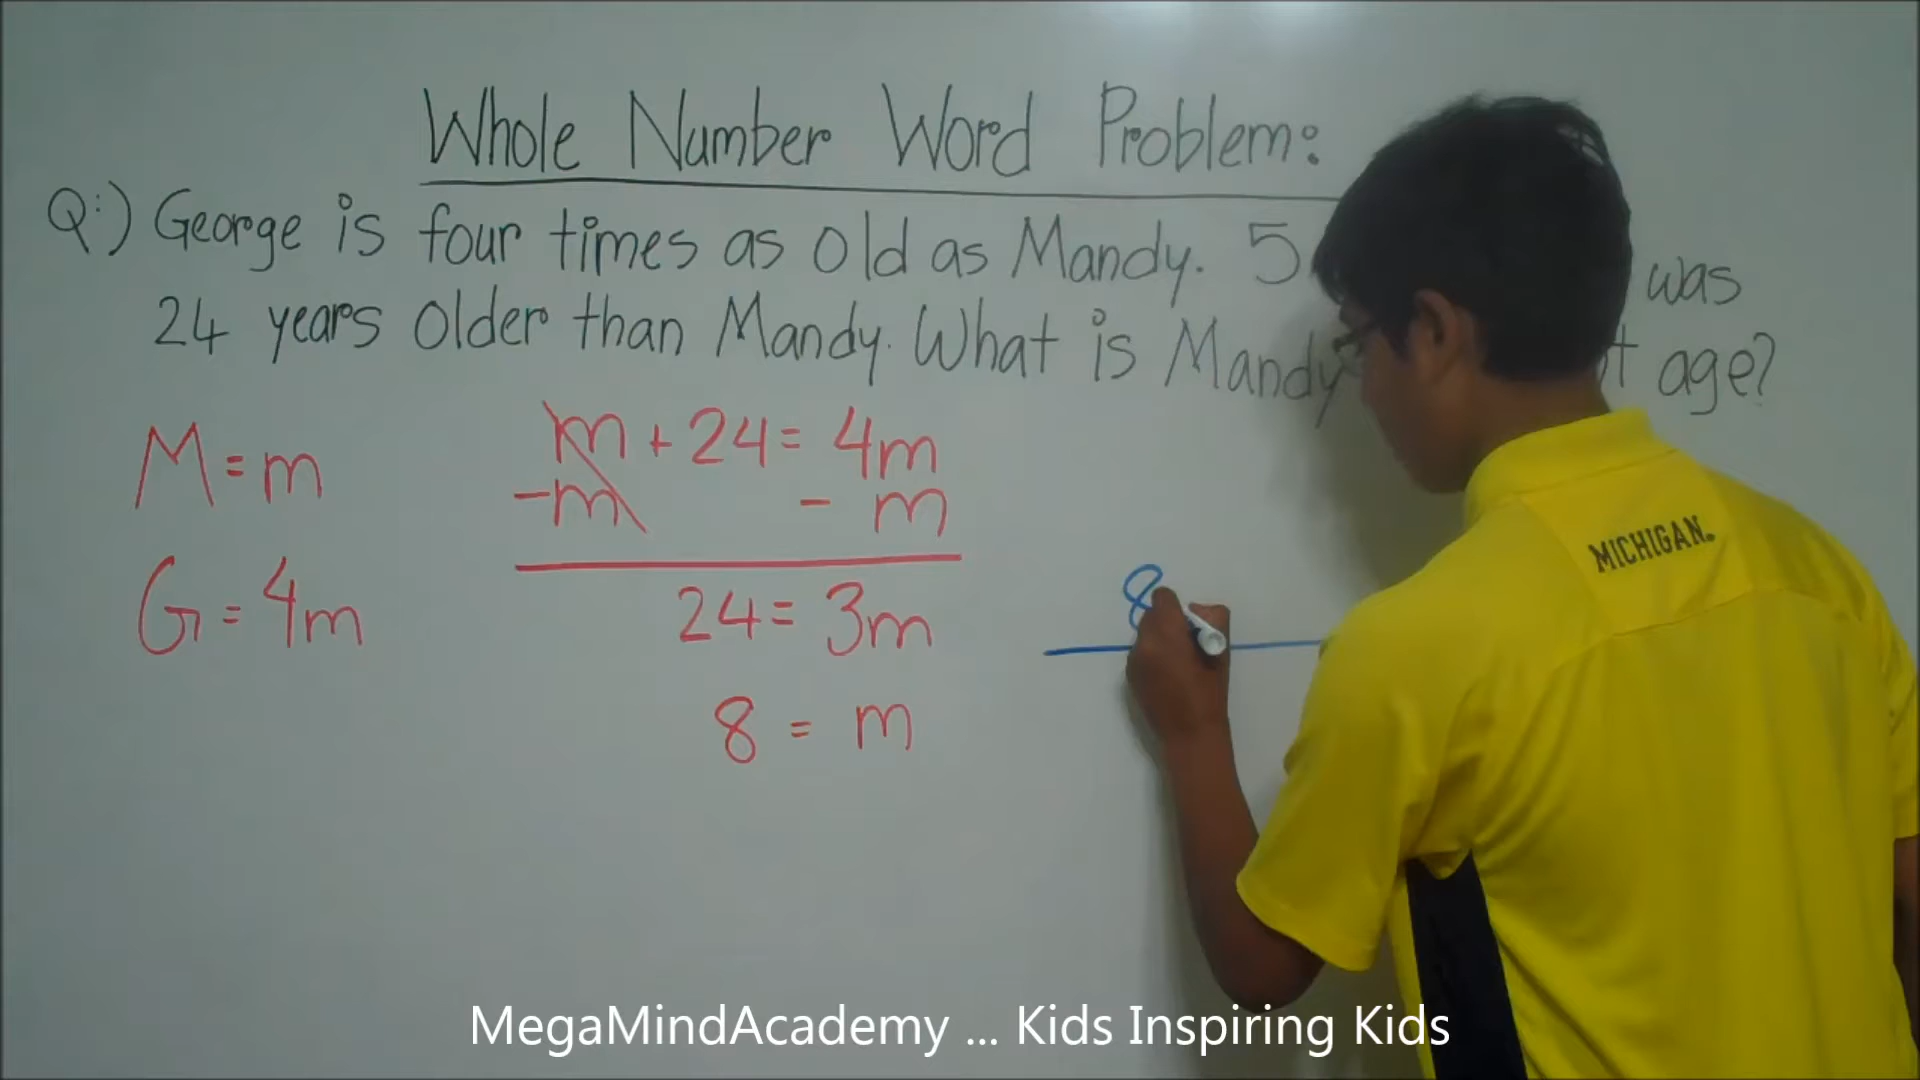 Whole Number Word Problem:
Q:) George is four times as old as Mandy. 5 was
24 years older than Mandy. What is Mandy age?
M = m
G = 4m
m + 24 = 4m
-m - m
24 = 3m
8 = m
8
MICHIGAN.
MegaMindAcademy ... Kids Inspiring Kids